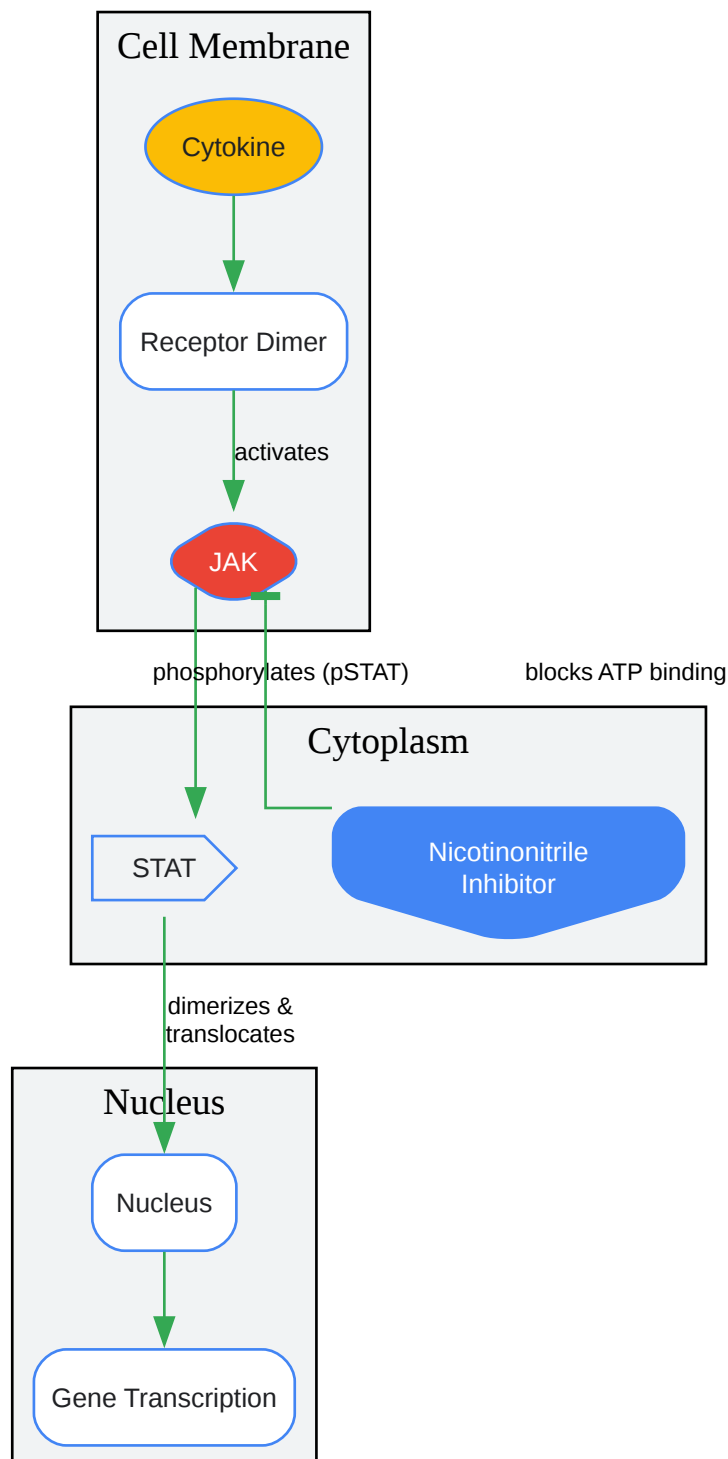 Cell Membrane
Cytokine
Receptor Dimer
activates
JAK
phosphorylates (pSTAT)
blocks ATP binding
Cytoplasm
STAT
Nicotinonitrile
Inhibitor
dimerizes &
translocates
Nucleus
Nucleus
Gene Transcription